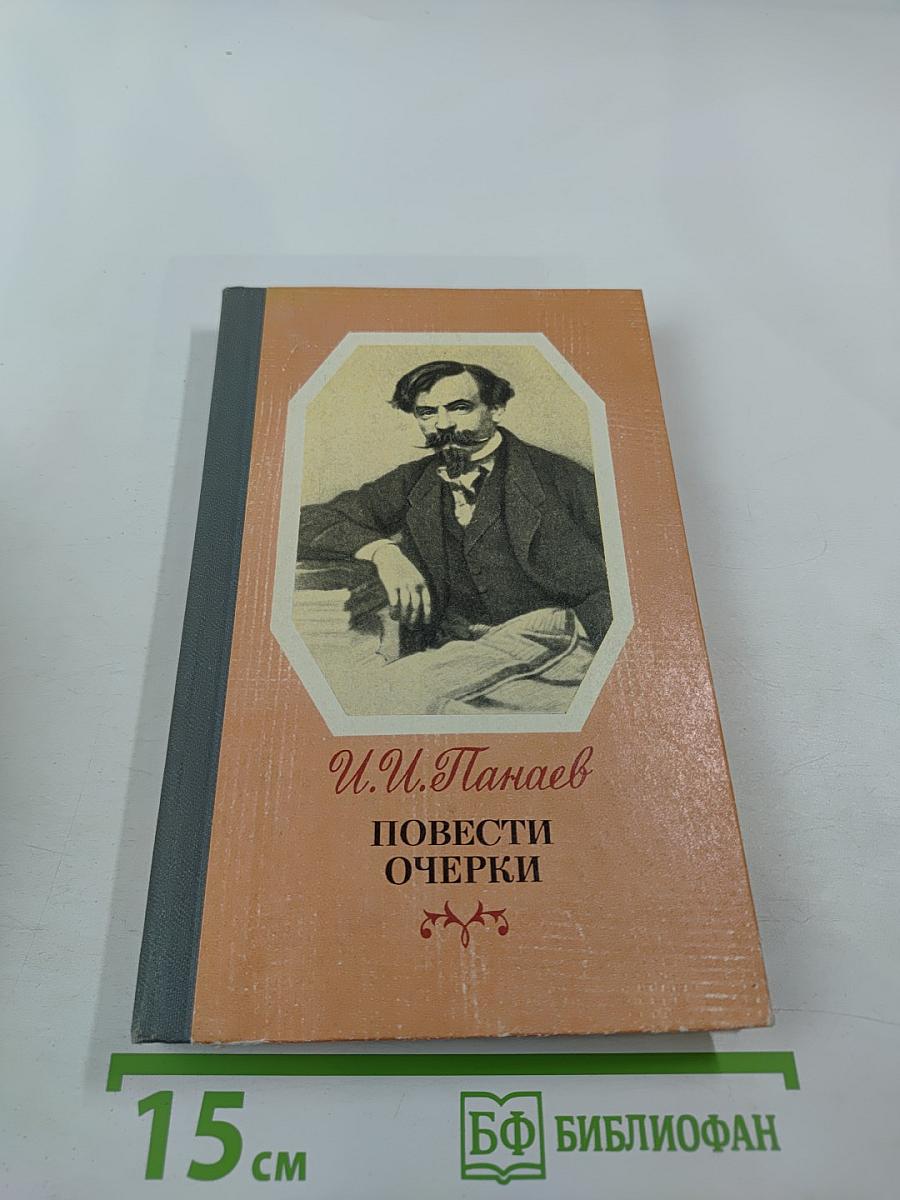 И.И.Панаев
ПОВЕСТИ
ОЧЕРКИ
15 см
БФ БИБЛИОФАН